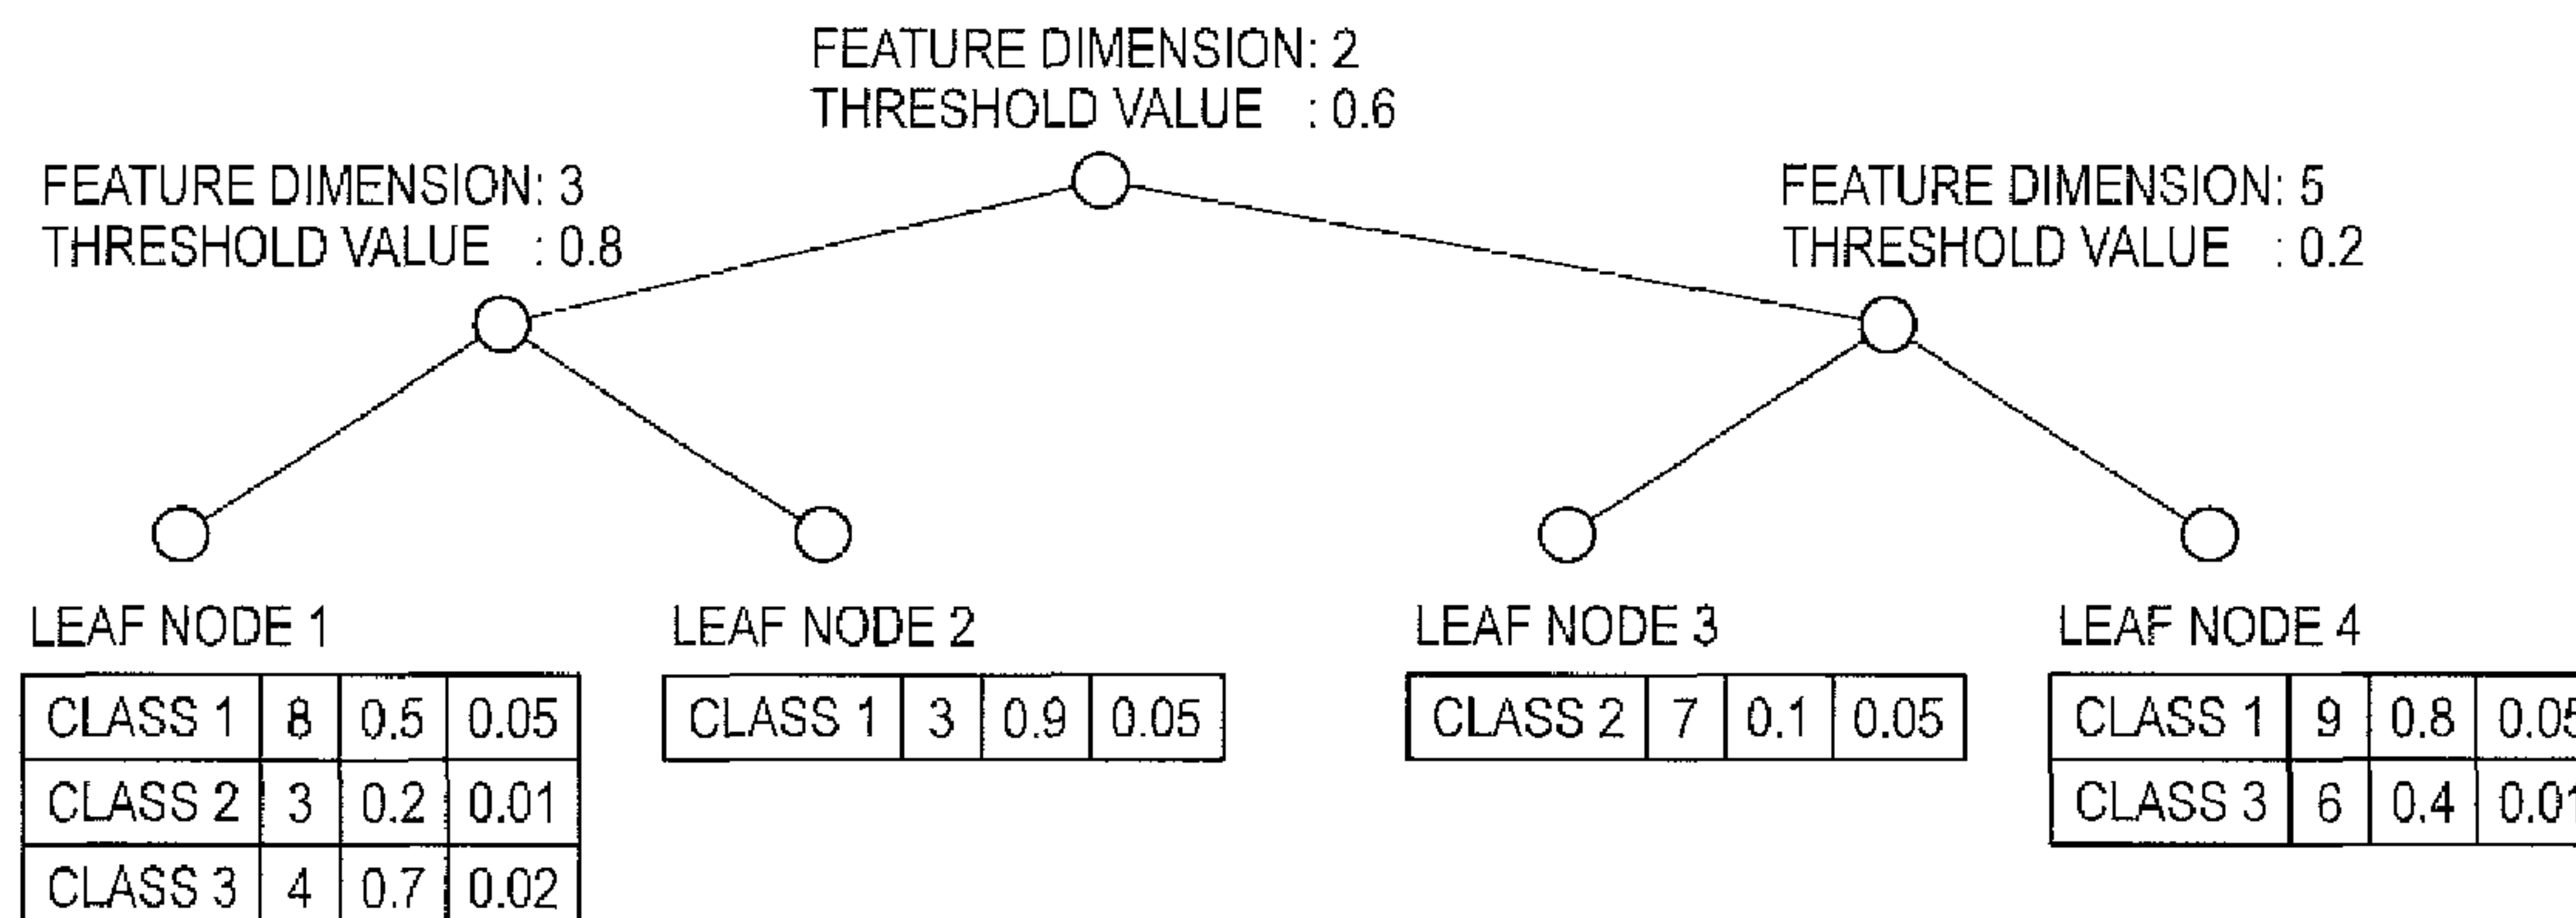 FEATURE DIMENSION: 2
THRESHOLD VALUE : 0.6
FEATURE DIMENSION: 3
THRESHOLD VALUE : 0.8
FEATURE DIMENSION: 5
THRESHOLD VALUE : 0.2
LEAF NODE 1
CLASS 1 8 0.5 0.05
CLASS 2 3 0.2 0.01
CLASS 3 4 0.7 0.02
LEAF NODE 2
CLASS 1 3 0.9 0.05
LEAF NODE 3
CLASS 2 7 0.1 0.05
LEAF NODE 4
CLASS 1 9 0.8 0.05
CLASS 3 6 0.4 0.01